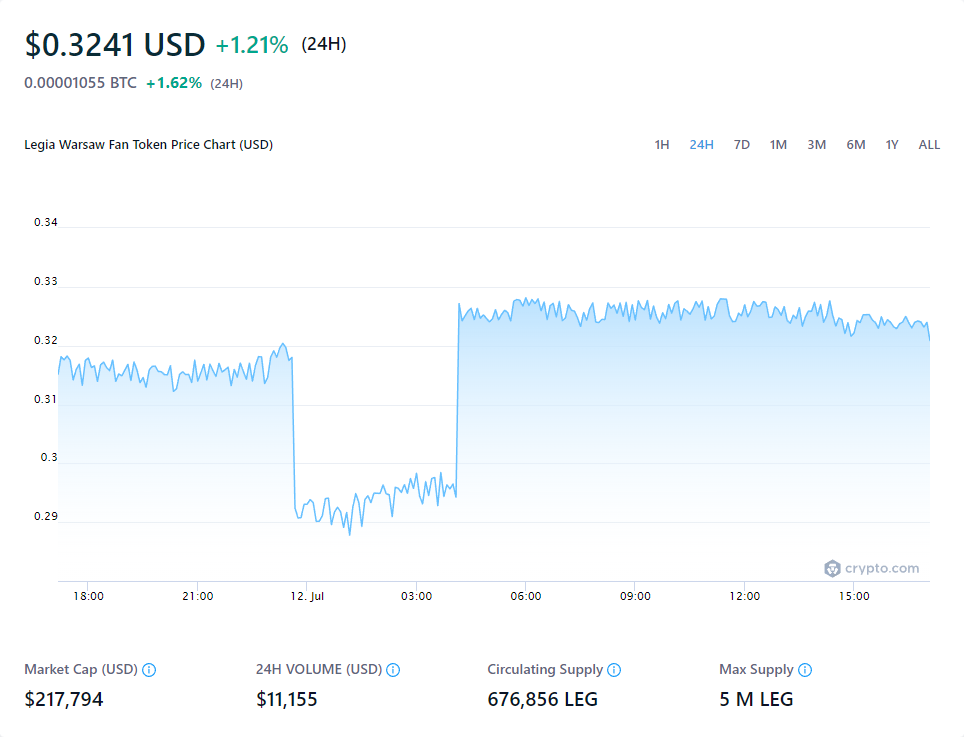 $0.3241 USD +1.21% (24H)
0.00001055 BTC +1.62% (24H)
Legia Warsaw Fan Token Price Chart (USD) 1H 24H 7D 1M 3M 6M 1Y ALL
0.34
0.33
0.32
0.31
0.3
0.29
crypto.com
18:00 21:00 12. Jul 03:00 06:00 09:00 12:00 15:00
Market Cap (USD) 24H VOLUME (USD) Circulating Supply Max Supply
$217,794 $11,155 676,856 LEG 5 M LEG